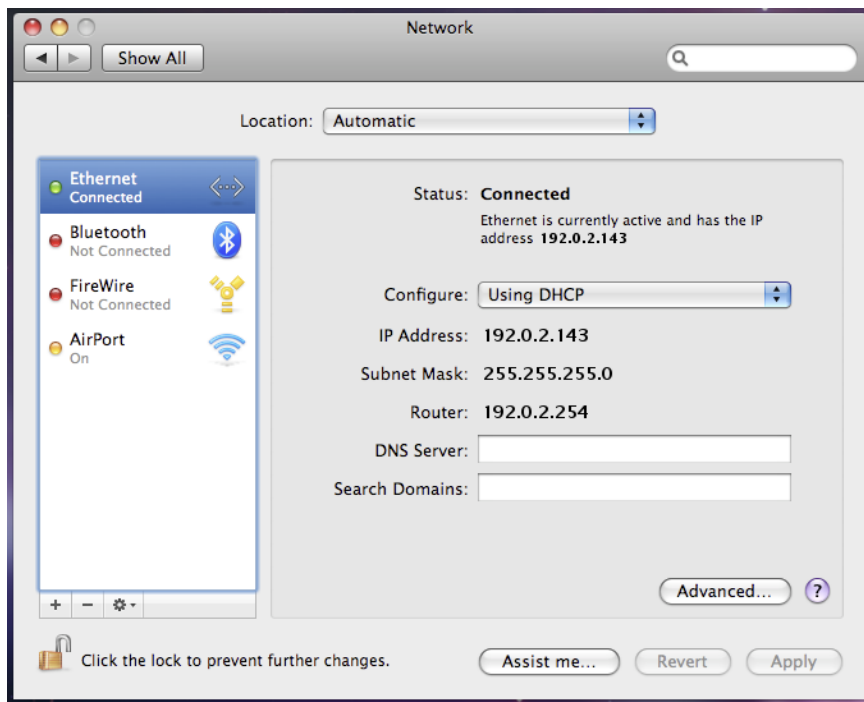 Network
Show All
Location: Automatic
Ethernet
Connected
Bluetooth
Not Connected
FireWire
Not Connected
AirPort
On
Status: Connected
Ethernet is currently active and has the IP
address 192.0.2.143
Configure: Using DHCP
IP Address: 192.0.2.143
Subnet Mask: 255.255.255.0
Router: 192.0.2.254
DNS Server:
Search Domains:
Advanced... ?
Click the lock to prevent further changes.
Assist me... Revert Apply